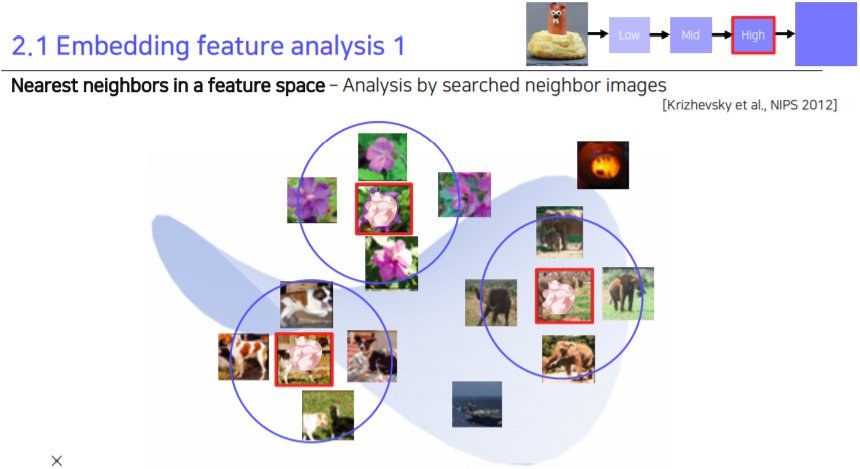 2.1 Embedding feature analysis 1
Low
Mid
High
Nearest neighbors in a feature space – Analysis by searched neighbor images
[Krizhevsky et al., NIPS 2012]